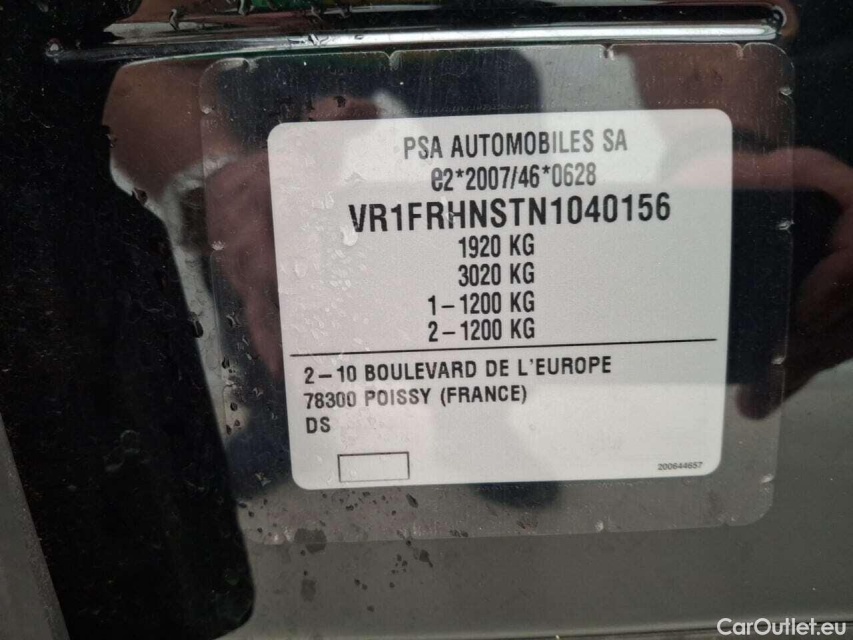 PSA AUTOMOBILES SA
e2*2007/46*0628
VR1FRHNSTN1040156
1920 KG
3020 KG
1-1200 KG
2-1200 KG
2-10 BOULEVARD DE L'EUROPE
78300 POISSY (FRANCE)
DS
200644657
CarOutlet.eu